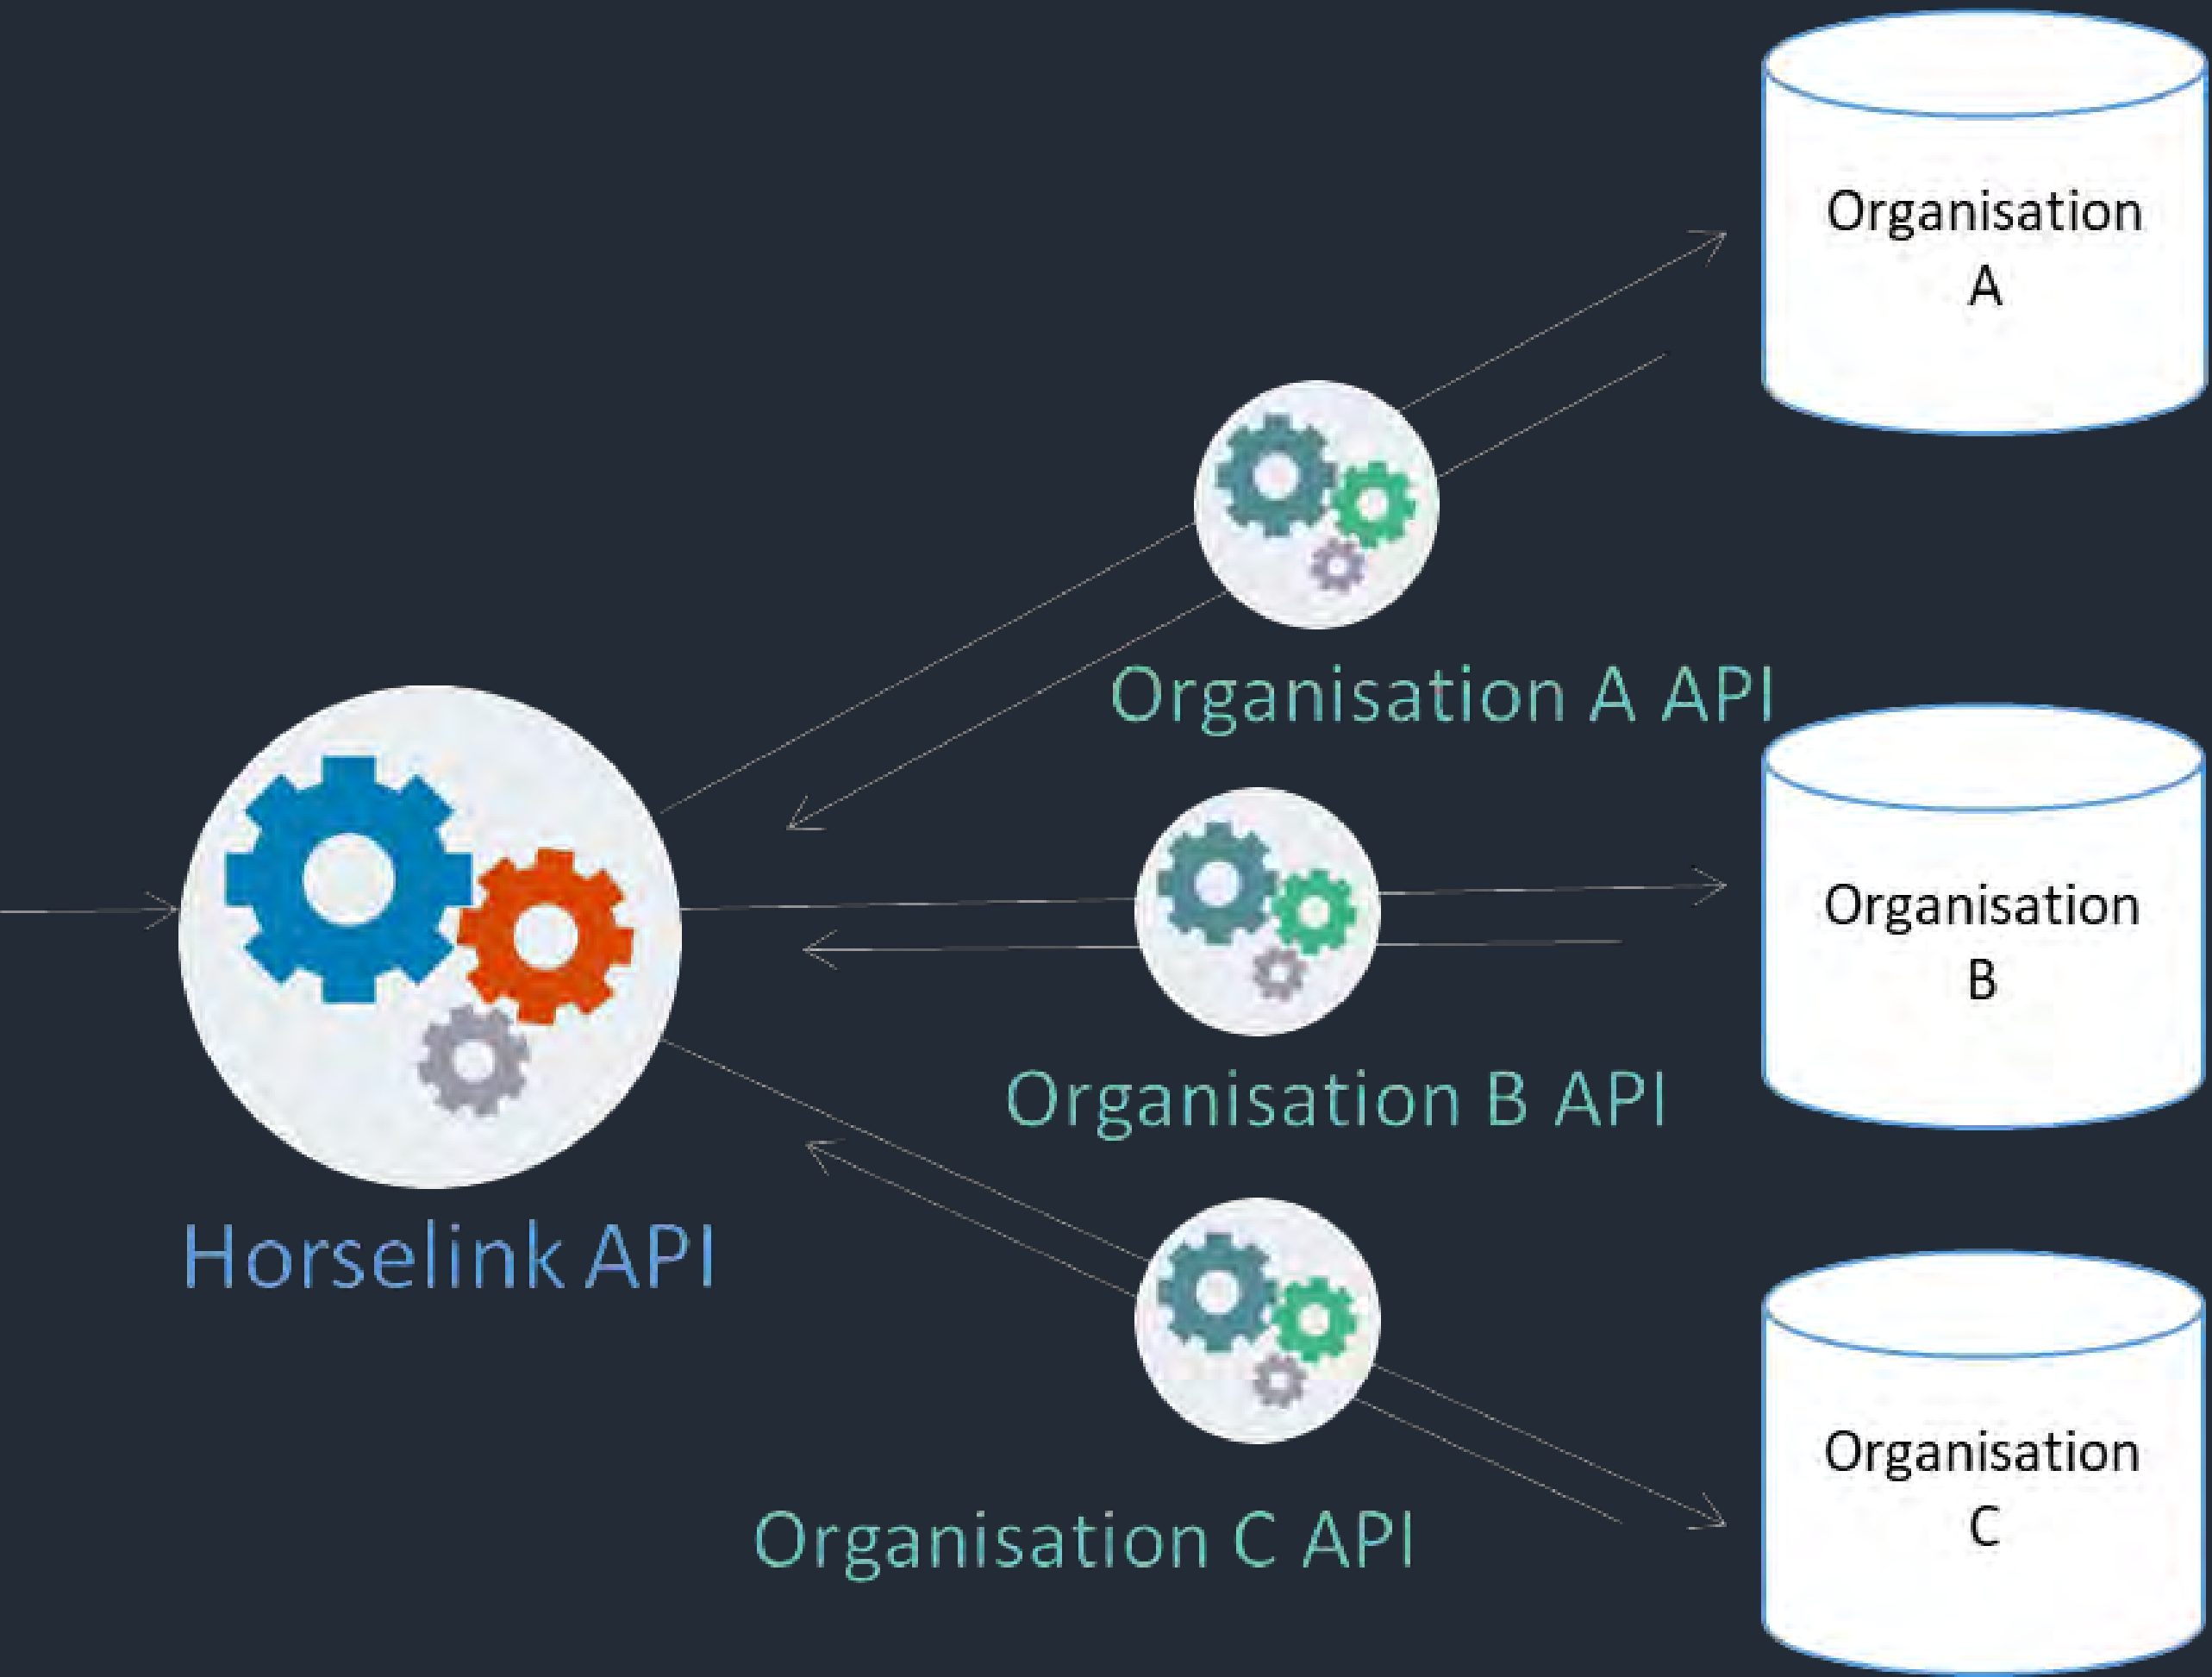 Organisation
A
Organisation A API
Organisation
B
Organisation B API
Horselink API
Organisation
C
Organisation C API